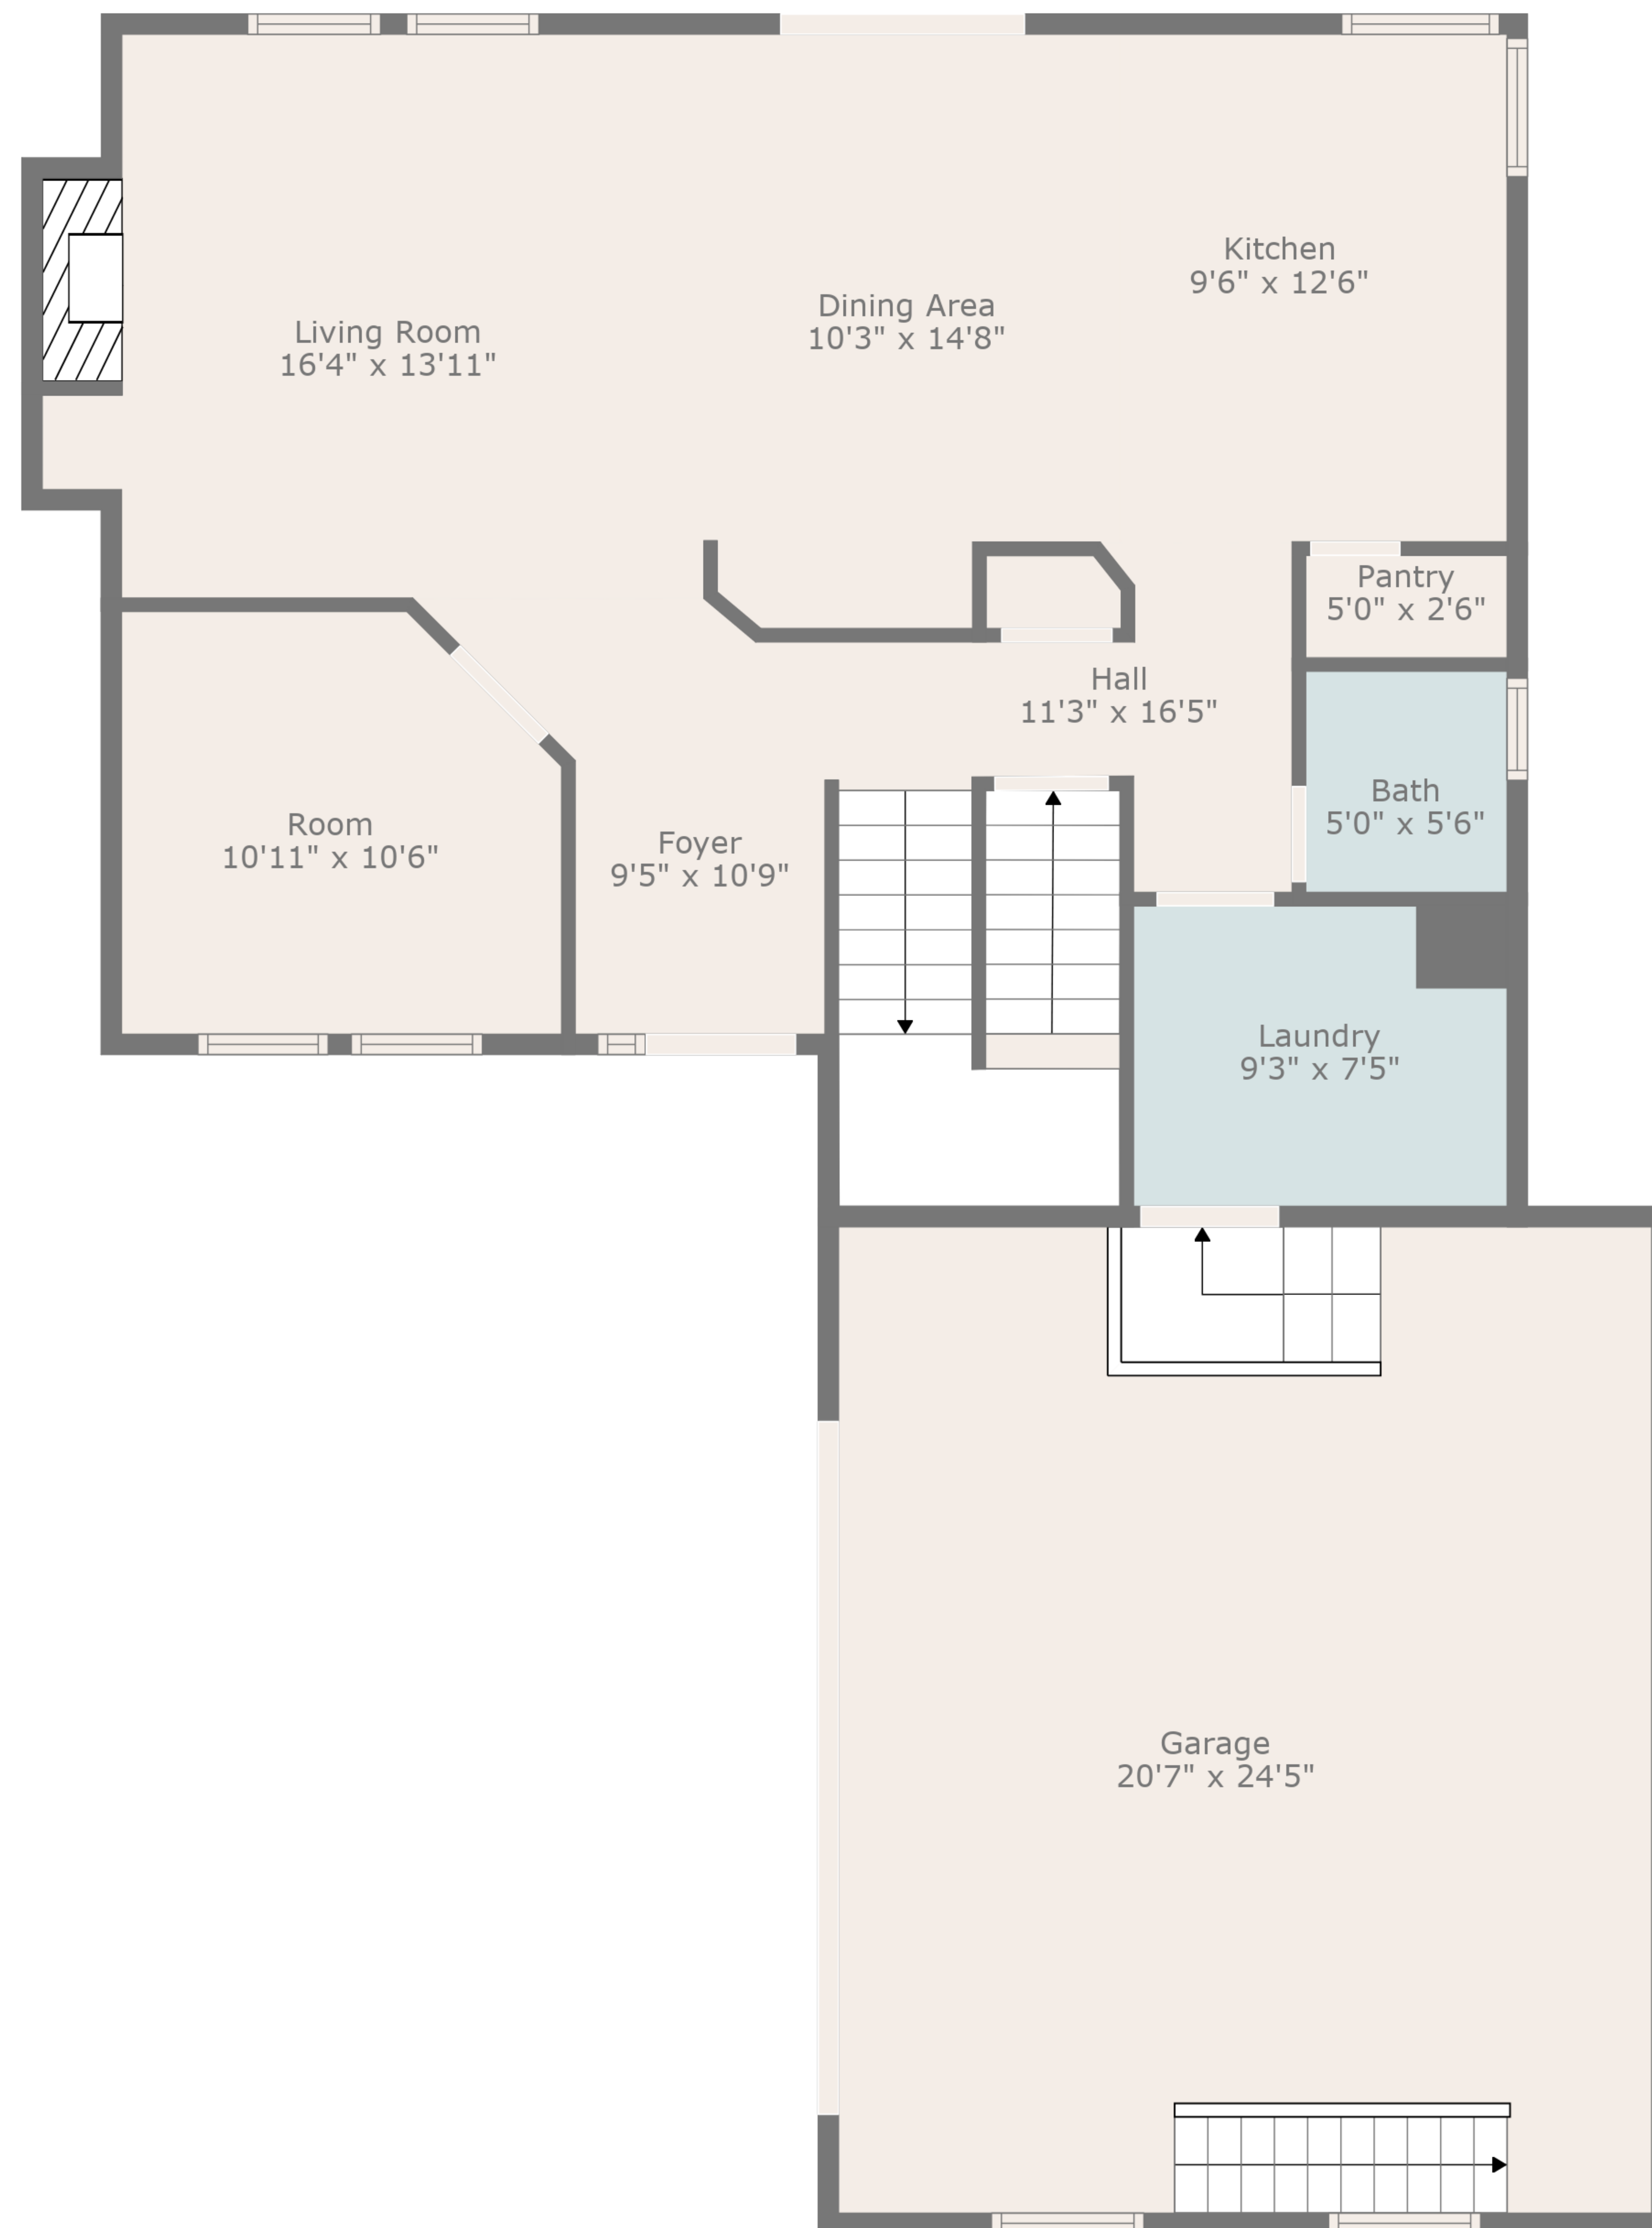 Kitchen
9'6" x 12'6"
Dining Area
10'3" x 14'8"
Living Room
16'4" x 13'11"
Pantry
5'0" x 2'6"
Hall
11'3" x 16'5"
Bath
5'0" x 5'6"
Room
10'11" x 10'6"
Foyer
9'5" x 10'9"
Laundry
9'3" x 7'5"
Garage
20'7" x 24'5"